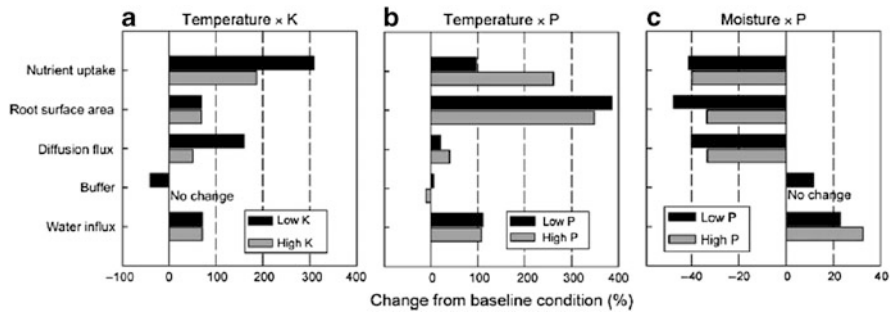 a Temperature × K
b Temperature × P
c Moisture × P
Nutrient uptake
Root surface area
Diffusion flux
Buffer
Water influx
No change
Low K
High K
Low P
High P
No change
Low P
High P
−100 0 100 200 300 400
0 100 200 300 400
−60 −40 −20 0 20 40
Change from baseline condition (%)